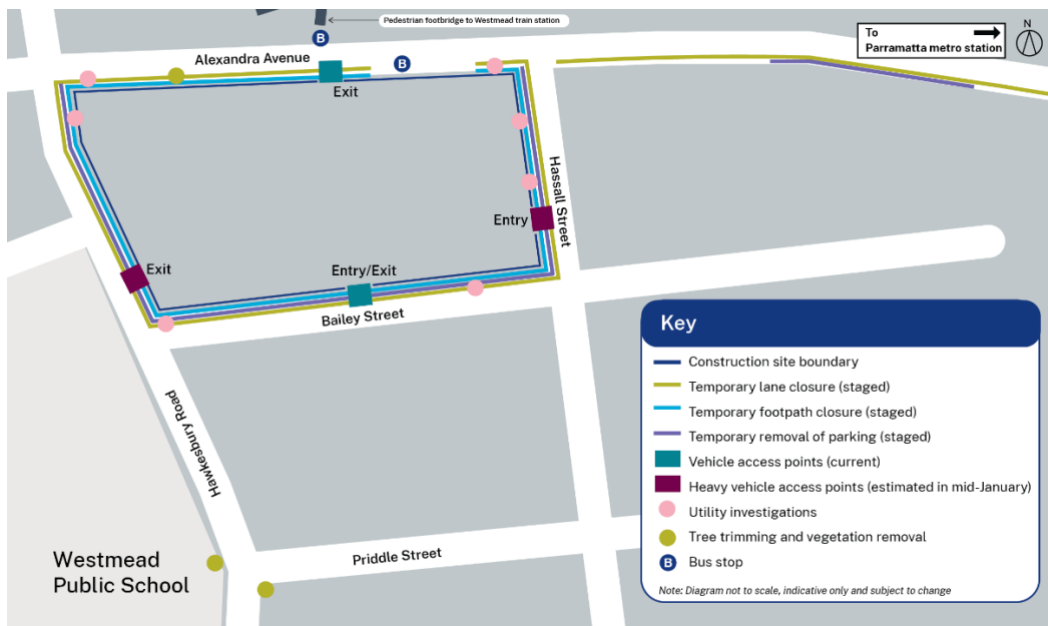 Pedestrian footbridge to Westmead train station
B
Alexandra Avenue
B
To
Parramatta metro station
N
Exit
Hassall Street
Entry
Exit
Entry/Exit
Bailey Street
Hawkesbury Road
Westmead
Public School
Priddle Street
Key
Construction site boundary
Temporary lane closure (staged)
Temporary footpath closure (staged)
Temporary removal of parking (staged)
Vehicle access points (current)
Heavy vehicle access points (estimated in mid-January)
Utility investigations
Tree trimming and vegetation removal
B Bus stop
Note: Diagram not to scale, indicative only and subject to change